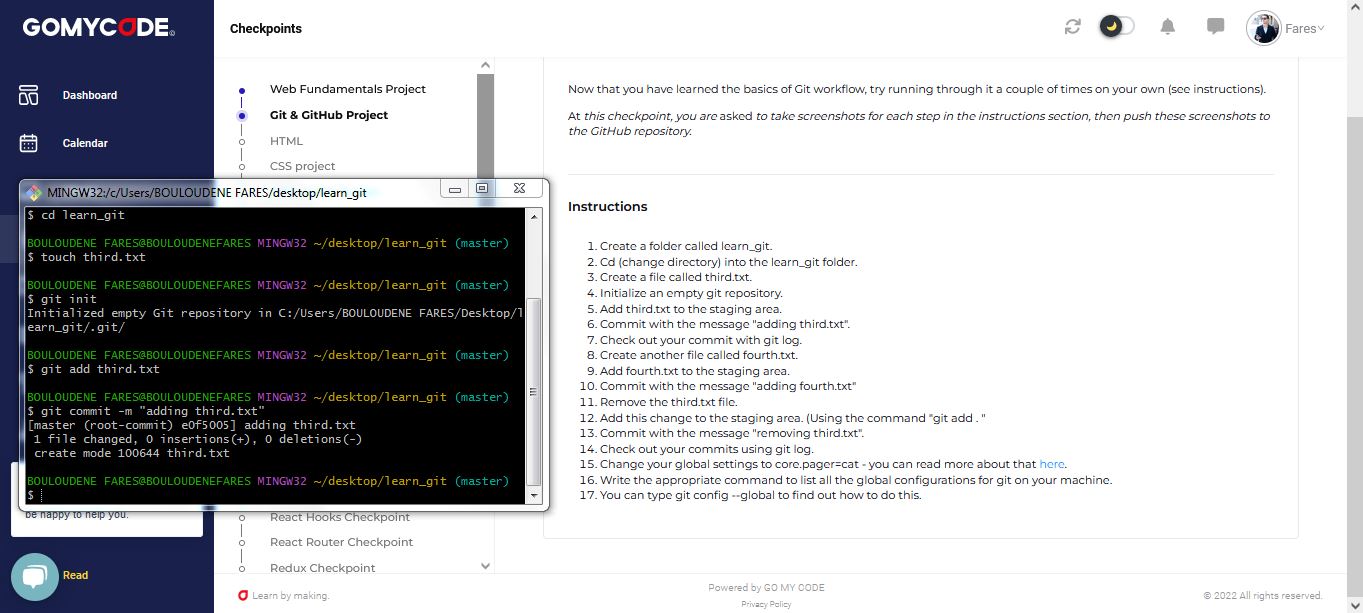 GOMYCODE
Checkpoints
Fares
Dashboard
Calendar
Web Fundamentals Project
Git & GitHub Project
HTML
CSS project
Now that you have learned the basics of Git workflow, try running through it a couple of times on your own (see instructions).
At this checkpoint, you are asked to take screenshots for each step in the instructions section, then push these screenshots to
the GitHub repository.
MINGW32:/c/Users/BOULOUDENE FARES/desktop/learn_git
$ cd learn_git
BOULOUDENE FARES@BOULOUDENEFARES MINGW32 ~/desktop/learn_git (master)
$ touch third.txt
BOULOUDENE FARES@BOULOUDENEFARES MINGW32 ~/desktop/learn_git (master)
$ git init
Initialized empty Git repository in C:/Users/BOULOUDENE FARES/Desktop/l
earn_git/.git/
BOULOUDENE FARES@BOULOUDENEFARES MINGW32 ~/desktop/learn_git (master)
$ git add third.txt
BOULOUDENE FARES@BOULOUDENEFARES MINGW32 ~/desktop/learn_git (master)
$ git commit -m "adding third.txt"
[master (root-commit) e0f5005] adding third.txt
1 file changed, 0 insertions(+), 0 deletions(-)
create mode 100644 third.txt
BOULOUDENE FARES@BOULOUDENEFARES MINGW32 ~/desktop/learn_git (master)
$
Instructions
1. Create a folder called learn_git.
2. Cd (change directory) into the learn_git folder.
3. Create a file called third.txt.
4. Initialize an empty git repository.
5. Add third.txt to the staging area.
6. Commit with the message "adding third.txt".
7. Check out your commit with git log.
8. Create another file called fourth.txt.
9. Add fourth.txt to the staging area.
10. Commit with the message "adding fourth.txt"
11. Remove the third.txt file.
12. Add this change to the staging area. (Using the command "git add . "
13. Commit with the message "removing third.txt".
14. Check out your commits using git log.
15. Change your global settings to core.pager=cat - you can read more about that here.
16. Write the appropriate command to list all the global configurations for git on your machine.
17. You can type git config --global to find out how to do this.
be happy to help you.
React Hooks Checkpoint
React Router Checkpoint
Redux Checkpoint
Read
Learn by making.
Powered by GO MY CODE
Privacy Policy
© 2022 All rights reserved.